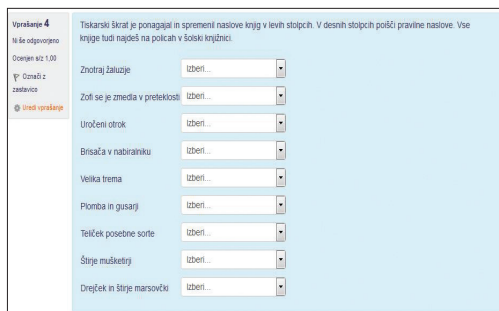 Vprašanje 4
Ni še odgovorjeno
Ocenjen s/z 1,00
Označi z
zastavico
Uredi vprašanje
Tiskarski škrat je ponagajal in spremenil naslove knjig v levih stolpcih. V desnih stolpcih poišči pravilne naslove. Vse
knjige tudi najdeš na policah v šolski knjižnici.
Znotraj žaluzije Izberi...
Zofi se je zmedla v preteklosti Izberi...
Uročeni otrok Izberi...
Brisača v nabiralniku Izberi...
Velika trema Izberi...
Plomba in gusarji Izberi...
Teliček posebne sorte Izberi...
Štirje mušketirji Izberi...
Drejček in štirje marsovčki Izberi...